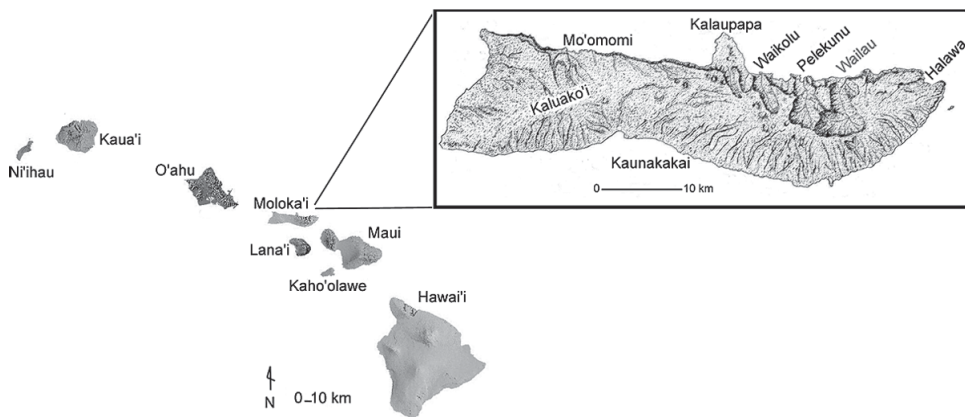 Kalaupapa
Mo'omomi
Waikolu
Pelekunu
Wailau
Halawa
Kaluako'i
Kaunakakai
0 10 km
Kaua'i
Ni'ihau
O'ahu
Moloka'i
Maui
Lana'i
Kaho'olawe
Hawai'i
N
0 10 km